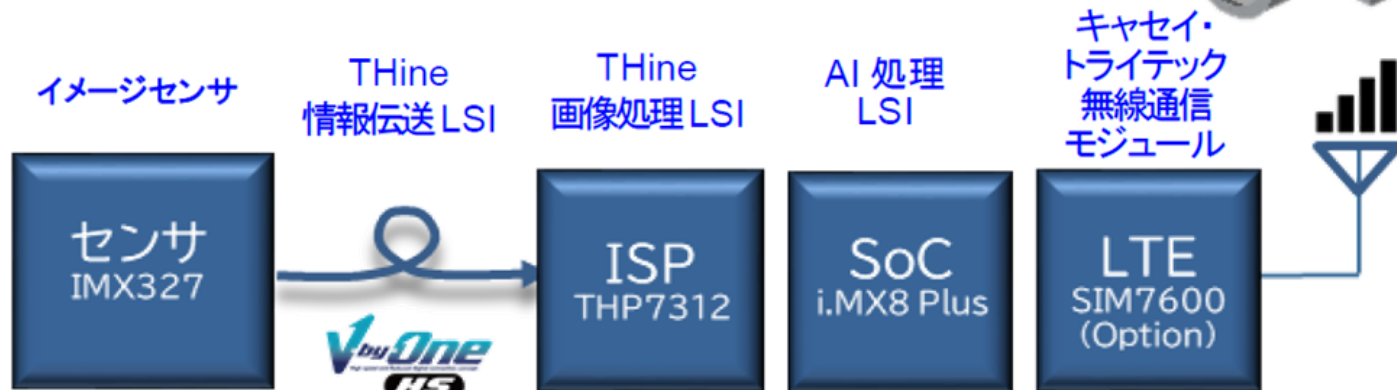 イメージセンサ
THine
情報伝送LSI
THine
画像処理LSI
AI 処理
LSI
キャセイ・
トライテック
無線通信
モジュール
センサ
IMX327
V-by-One
HS
ISP
THP7312
SoC
i.MX8 Plus
LTE
SIM7600
(Option)